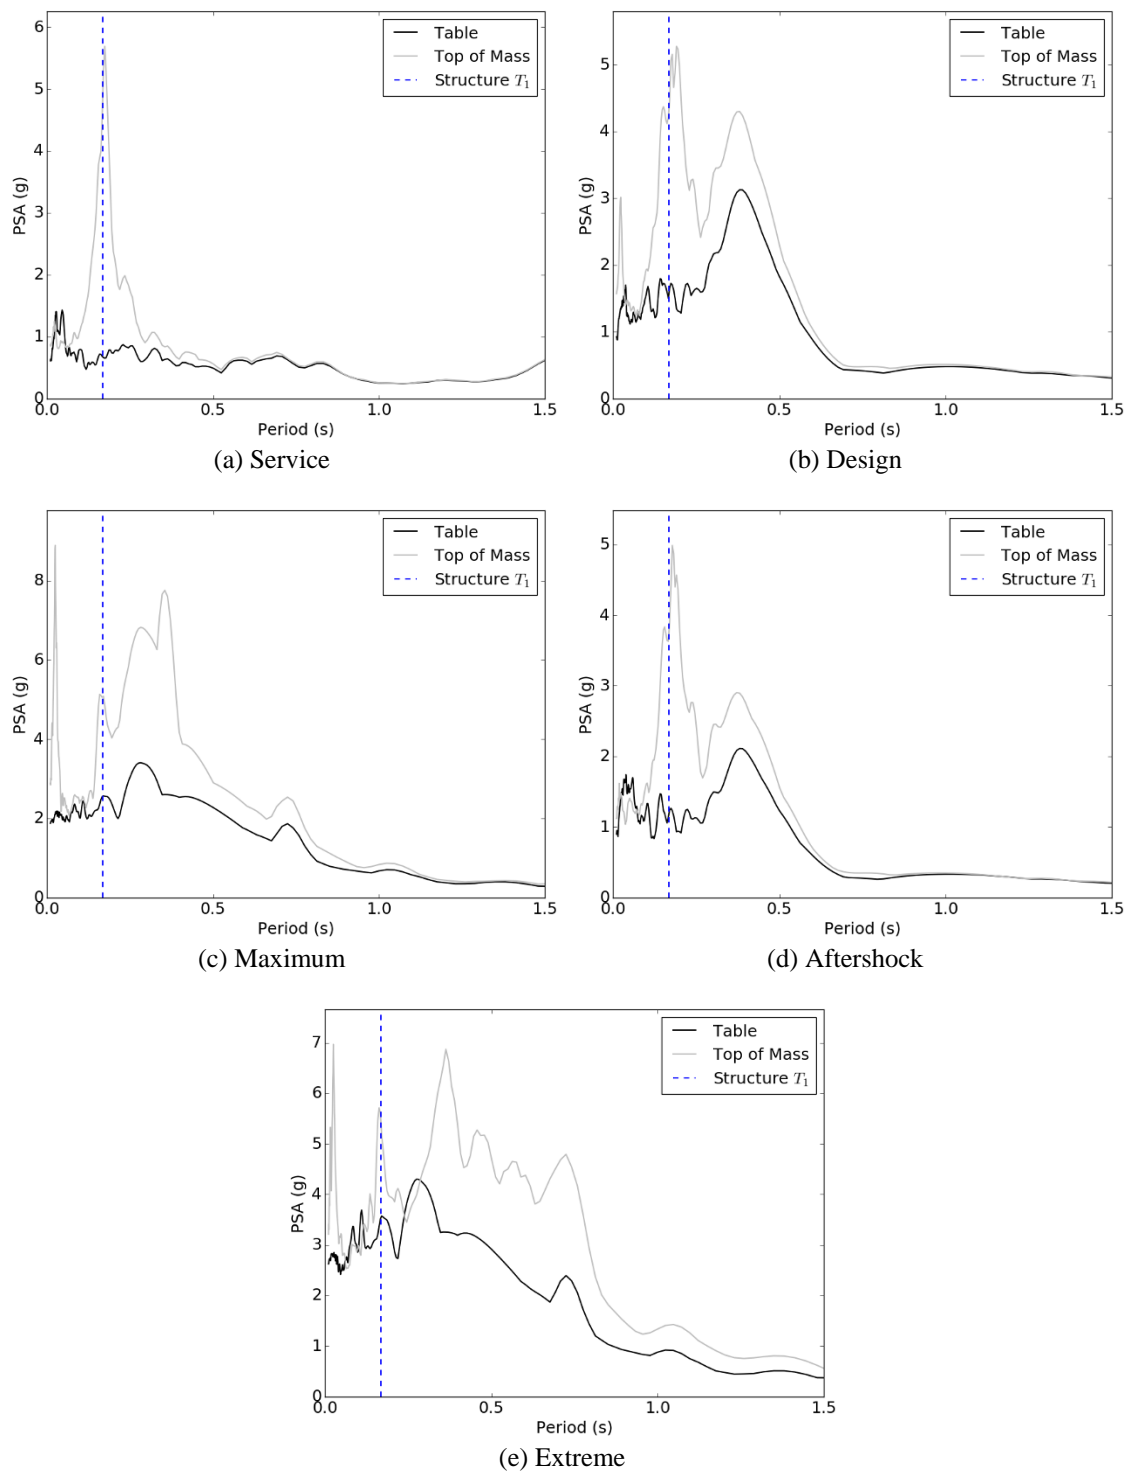 6
5
4
3
2
1
0
PSA (g)
Table
Top of Mass
Structure T₁
0.0 0.5 1.0 1.5
Period (s)
(a) Service
5
4
3
2
1
0
PSA (g)
Table
Top of Mass
Structure T₁
0.0 0.5 1.0 1.5
Period (s)
(b) Design
8
6
4
2
0
PSA (g)
Table
Top of Mass
Structure T₁
0.0 0.5 1.0 1.5
Period (s)
(c) Maximum
5
4
3
2
1
0
PSA (g)
Table
Top of Mass
Structure T₁
0.0 0.5 1.0 1.5
Period (s)
(d) Aftershock
7
6
5
4
3
2
1
0
PSA (g)
Table
Top of Mass
Structure T₁
0.0 0.5 1.0 1.5
Period (s)
(e) Extreme